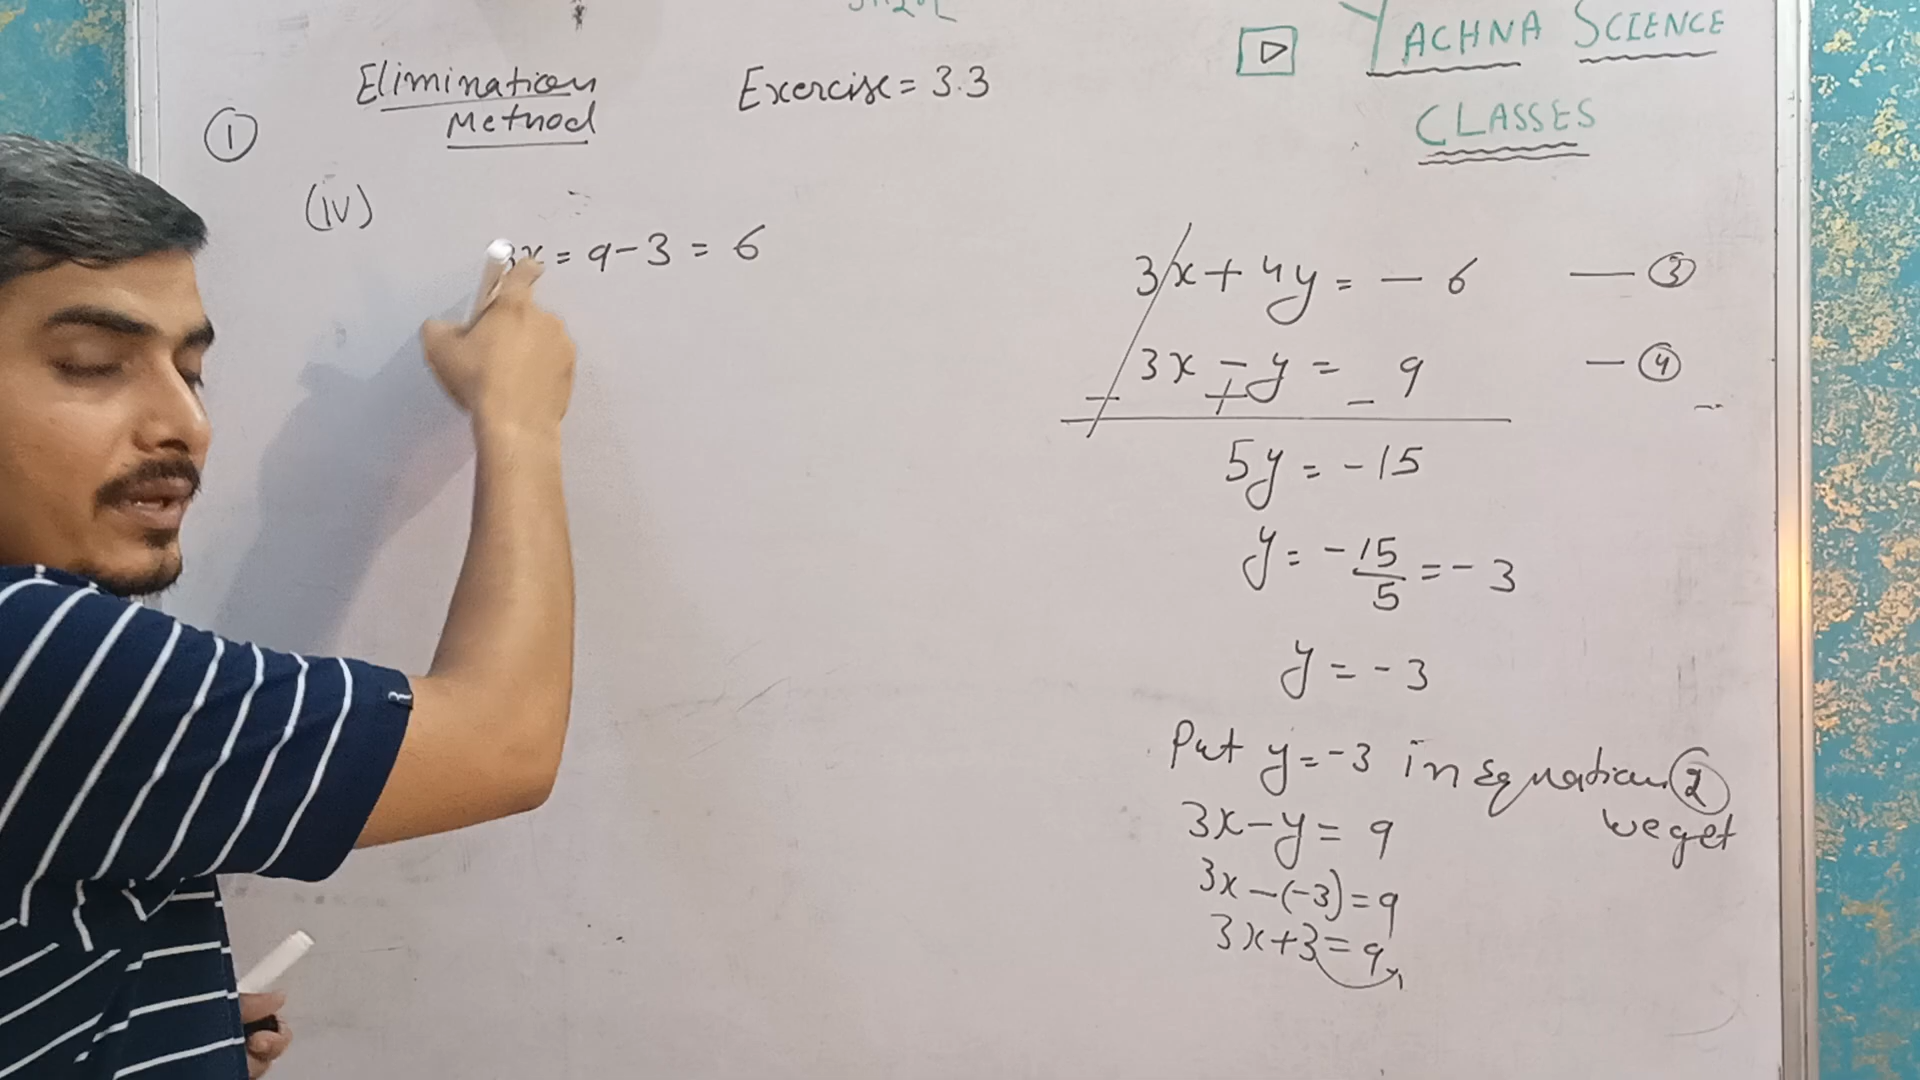 YACHNA SCIENCE
CLASSES
Elimination
Method
Exercise = 3.3
①
(iv)
3x = 9 - 3 = 6
3x + 4y = - 6 — ③
3x - y = 9 — ④
- + -
5y = -15
y = -15/5 = -3
y = -3
Put y = -3 in Equation ②
we get
3x - y = 9
3x - (-3) = 9
3x + 3 = 9